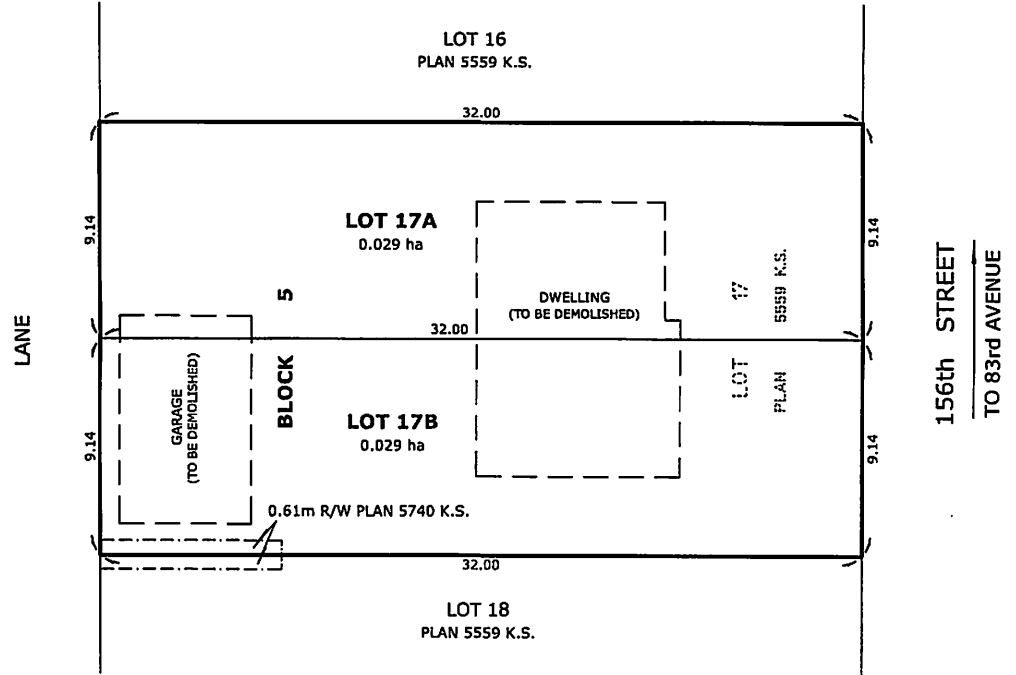 LOT 16
PLAN 5559 K.S.
32.00
9.14
LOT 17A
0.029 ha
9.14
DWELLING
(TO BE DEMOLISHED)
LOT 17
PLAN 5559 K.S.
BLOCK 5
LANE
156th STREET
TO 83rd AVENUE
32.00
GARAGE
(TO BE DEMOLISHED)
LOT 17B
0.029 ha
9.14
9.14
0.61m R/W PLAN 5740 K.S.
32.00
LOT 18
PLAN 5559 K.S.